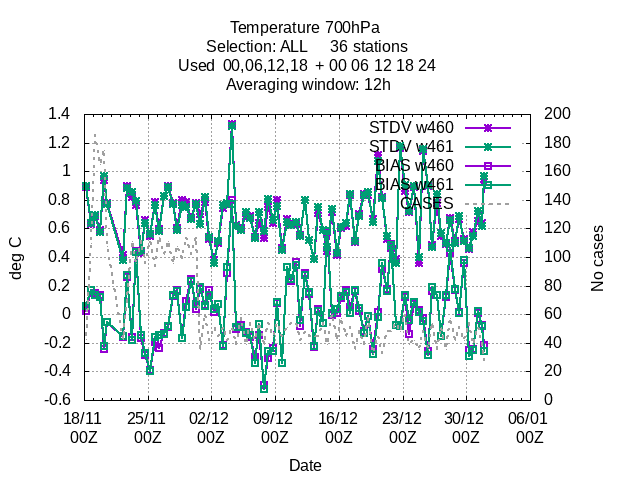 Temperature 700hPa
Selection: ALL 36 stations
Used 00,06,12,18 + 00 06 12 18 24
Averaging window: 12h
1.4
1.2
1
0.8
0.6
0.4
0.2
0
-0.2
-0.4
-0.6
deg C
STDV w460
STDV w461
BIAS w460
BIAS w461
CASES
200
180
160
140
120
100
80
60
40
20
0
No cases
18/11 25/11 02/12 09/12 16/12 23/12 30/12 06/01
00Z 00Z 00Z 00Z 00Z 00Z 00Z 00Z
Date